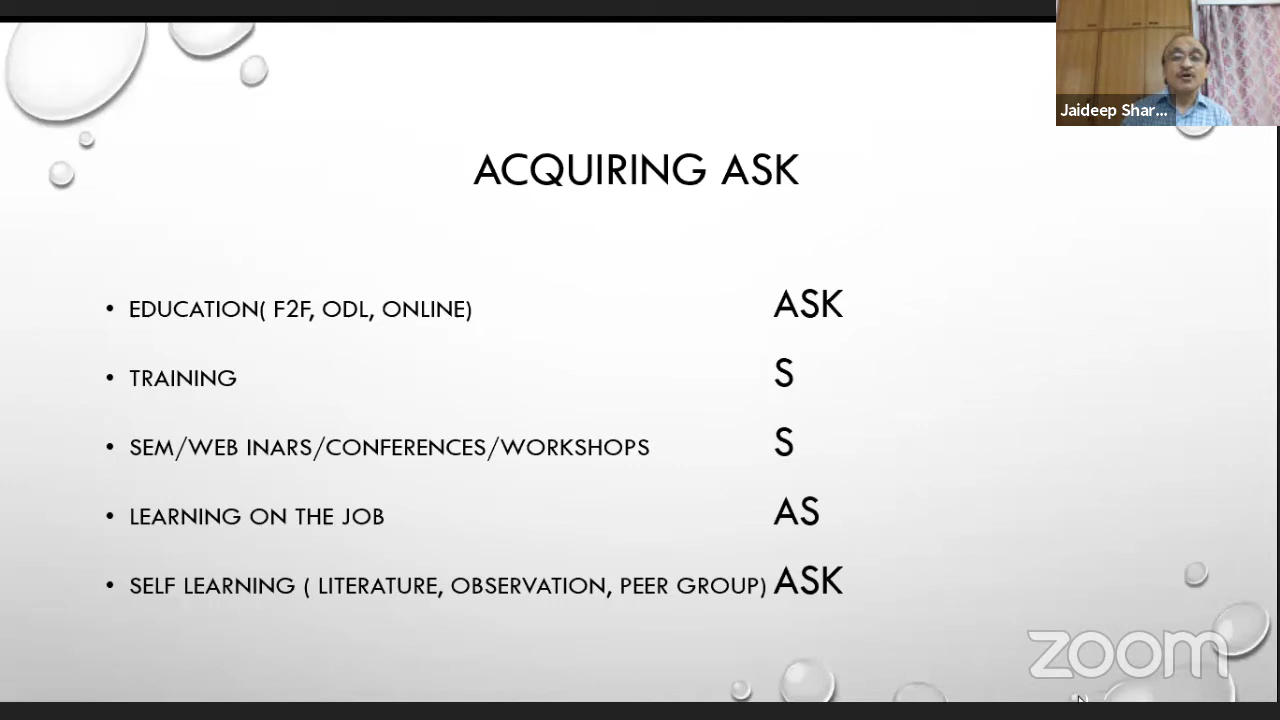 Jaideep Shar...
ACQUIRING ASK
• EDUCATION( F2F, ODL, ONLINE) ASK
• TRAINING S
• SEM/WEB INARS/CONFERENCES/WORKSHOPS S
• LEARNING ON THE JOB AS
• SELF LEARNING ( LITERATURE, OBSERVATION, PEER GROUP) ASK
zoom